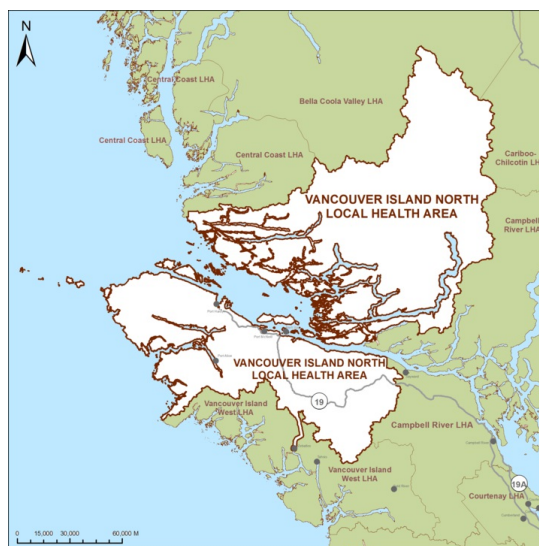 N
Central Coast LHA
Bella Coola Valley LHA
Central Coast LHA
Central Coast LHA
Cariboo-
Chilcotin LH
VANCOUVER ISLAND NORTH
LOCAL HEALTH AREA
Campbell
River LHA
VANCOUVER ISLAND NORTH
LOCAL HEALTH AREA
19
Vancouver Island
West LHA
Campbell River LHA
Vancouver Island
West LHA
19A
Courtenay LHA
0 15,000 30,000 60,000 M